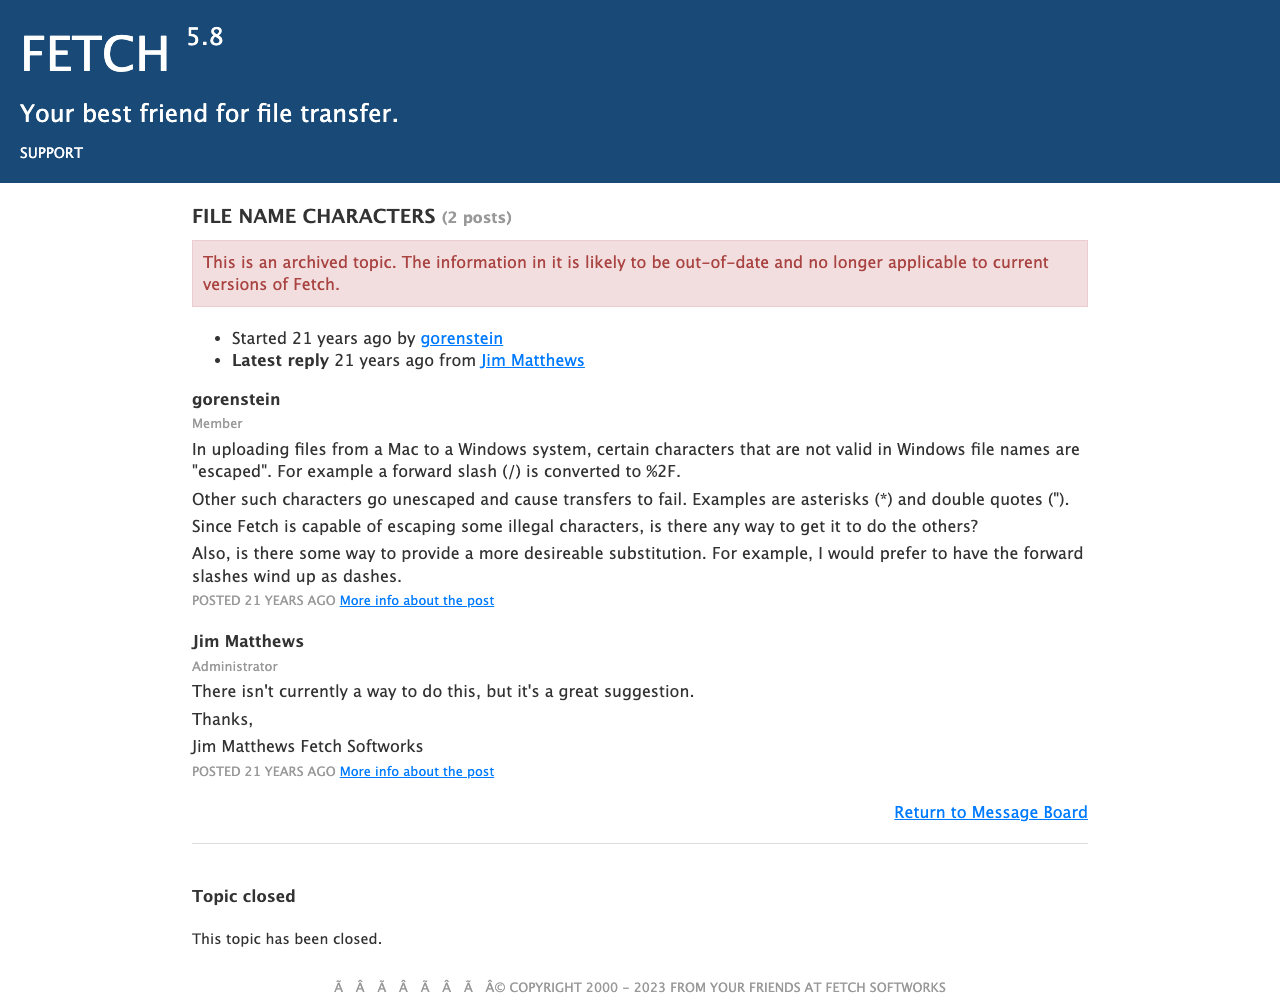 FETCH 5.8
Your best friend for file transfer.
SUPPORT
FILE NAME CHARACTERS (2 posts)
This is an archived topic. The information in it is likely to be out-of-date and no longer applicable to current
versions of Fetch.
• Started 21 years ago by gorenstein
• Latest reply 21 years ago from Jim Matthews
gorenstein
Member
In uploading files from a Mac to a Windows system, certain characters that are not valid in Windows file names are
"escaped". For example a forward slash (/) is converted to %2F.
Other such characters go unescaped and cause transfers to fail. Examples are asterisks (*) and double quotes (").
Since Fetch is capable of escaping some illegal characters, is there any way to get it to do the others?
Also, is there some way to provide a more desireable substitution. For example, I would prefer to have the forward
slashes wind up as dashes.
POSTED 21 YEARS AGO More info about the post
Jim Matthews
Administrator
There isn't currently a way to do this, but it's a great suggestion.
Thanks,
Jim Matthews Fetch Softworks
POSTED 21 YEARS AGO More info about the post
Return to Message Board
Topic closed
This topic has been closed.
Ã Â Ã Â Ã Â Ã Â© COPYRIGHT 2000 - 2023 FROM YOUR FRIENDS AT FETCH SOFTWORKS